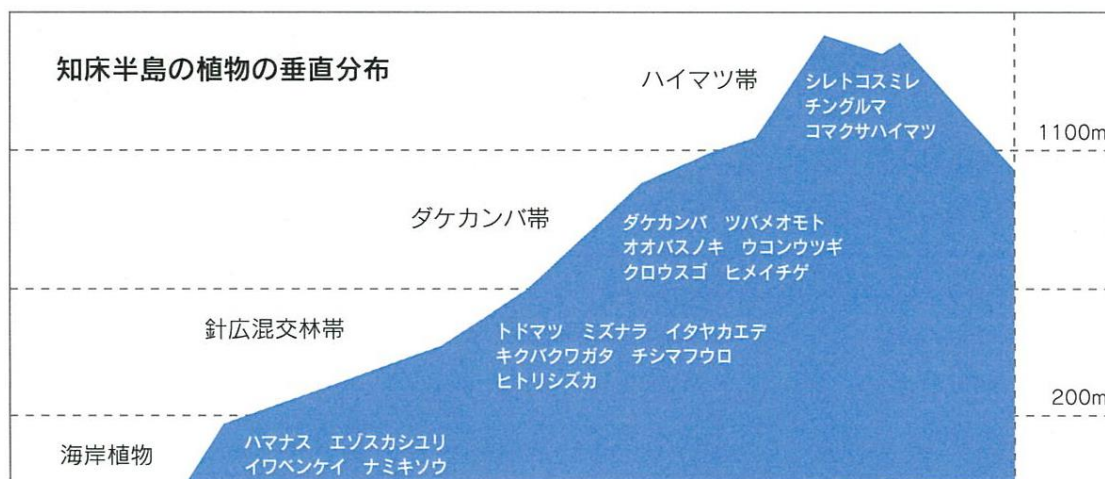 知床半島の植物の垂直分布
ハイマツ帯
シレトコスミレ
チングルマ
コマクサハイマツ
1100m
ダケカンバ帯
ダケカンバ ツバメオモト
オオバスノキ ウコンウツギ
クロウスゴ ヒメイチゲ
針広混交林帯
トドマツ ミズナラ イタヤカエデ
キクバクワガタ チシマフウロ
ヒトリシズカ
200m
海岸植物
ハマナス エゾスカシユリ
イワベンケイ ナミキソウ